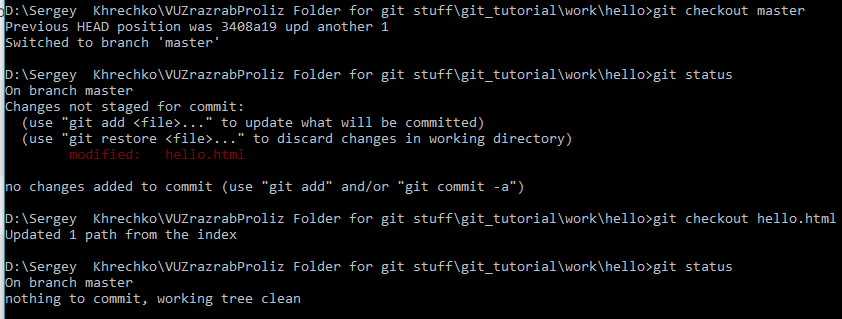 D:\Sergey  Khrechko\VUZrazrabProliz Folder for git stuff\git_tutorial\work\hello>git checkout master
Previous HEAD position was 3408a19 upd another 1
Switched to branch 'master'
D:\Sergey  Khrechko\VUZrazrabProliz Folder for git stuff\git_tutorial\work\hello>git status
On branch master
Changes not staged for commit:
  (use "git add <file>..." to update what will be committed)
  (use "git restore <file>..." to discard changes in working directory)
        modified:   hello.html
no changes added to commit (use "git add" and/or "git commit -a")
D:\Sergey  Khrechko\VUZrazrabProliz Folder for git stuff\git_tutorial\work\hello>git checkout hello.html
Updated 1 path from the index
D:\Sergey  Khrechko\VUZrazrabProliz Folder for git stuff\git_tutorial\work\hello>git status
On branch master
nothing to commit, working tree clean